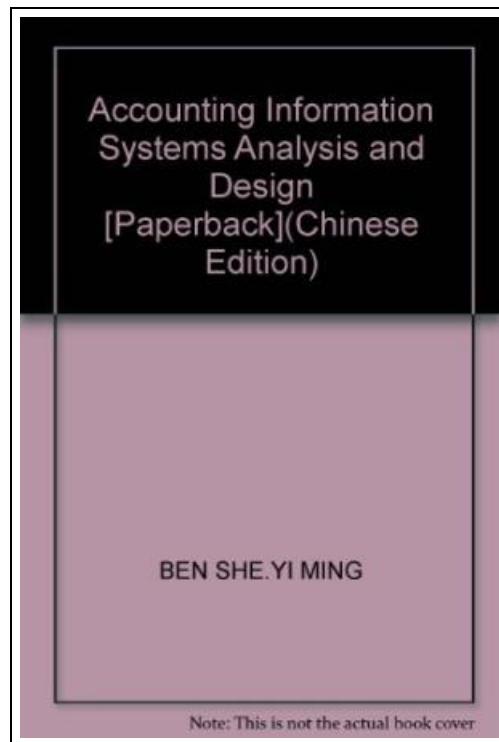 Accounting Information
Systems Analysis and
Design
[Paperback](Chinese
Edition)
BEN SHE.YI MING
Note: This is not the actual book cover